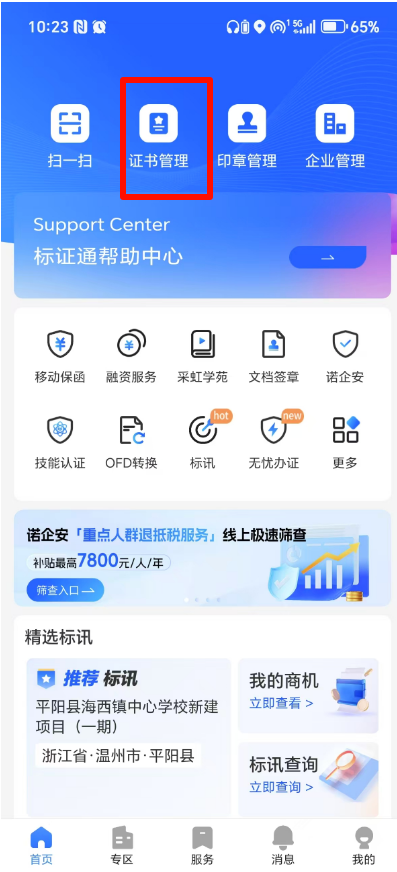 10:23
5G
65%
扫一扫
证书管理
印章管理
企业管理
Support Center
标证通帮助中心
移动保函
融资服务
采虹学苑
文档签章
诺企安
hot
new
技能认证
OFD转换
标讯
无忧办证
更多
诺企安「重点人群退抵税服务」线上极速筛查
补贴最高7800元/人/年
筛查入口
精选标讯
推荐 标讯
平阳县海西镇中心学校新建
项目（一期）
浙江省·温州市·平阳县
我的商机
立即查看 >
标讯查询
立即查询 >
首页
专区
服务
消息
我的